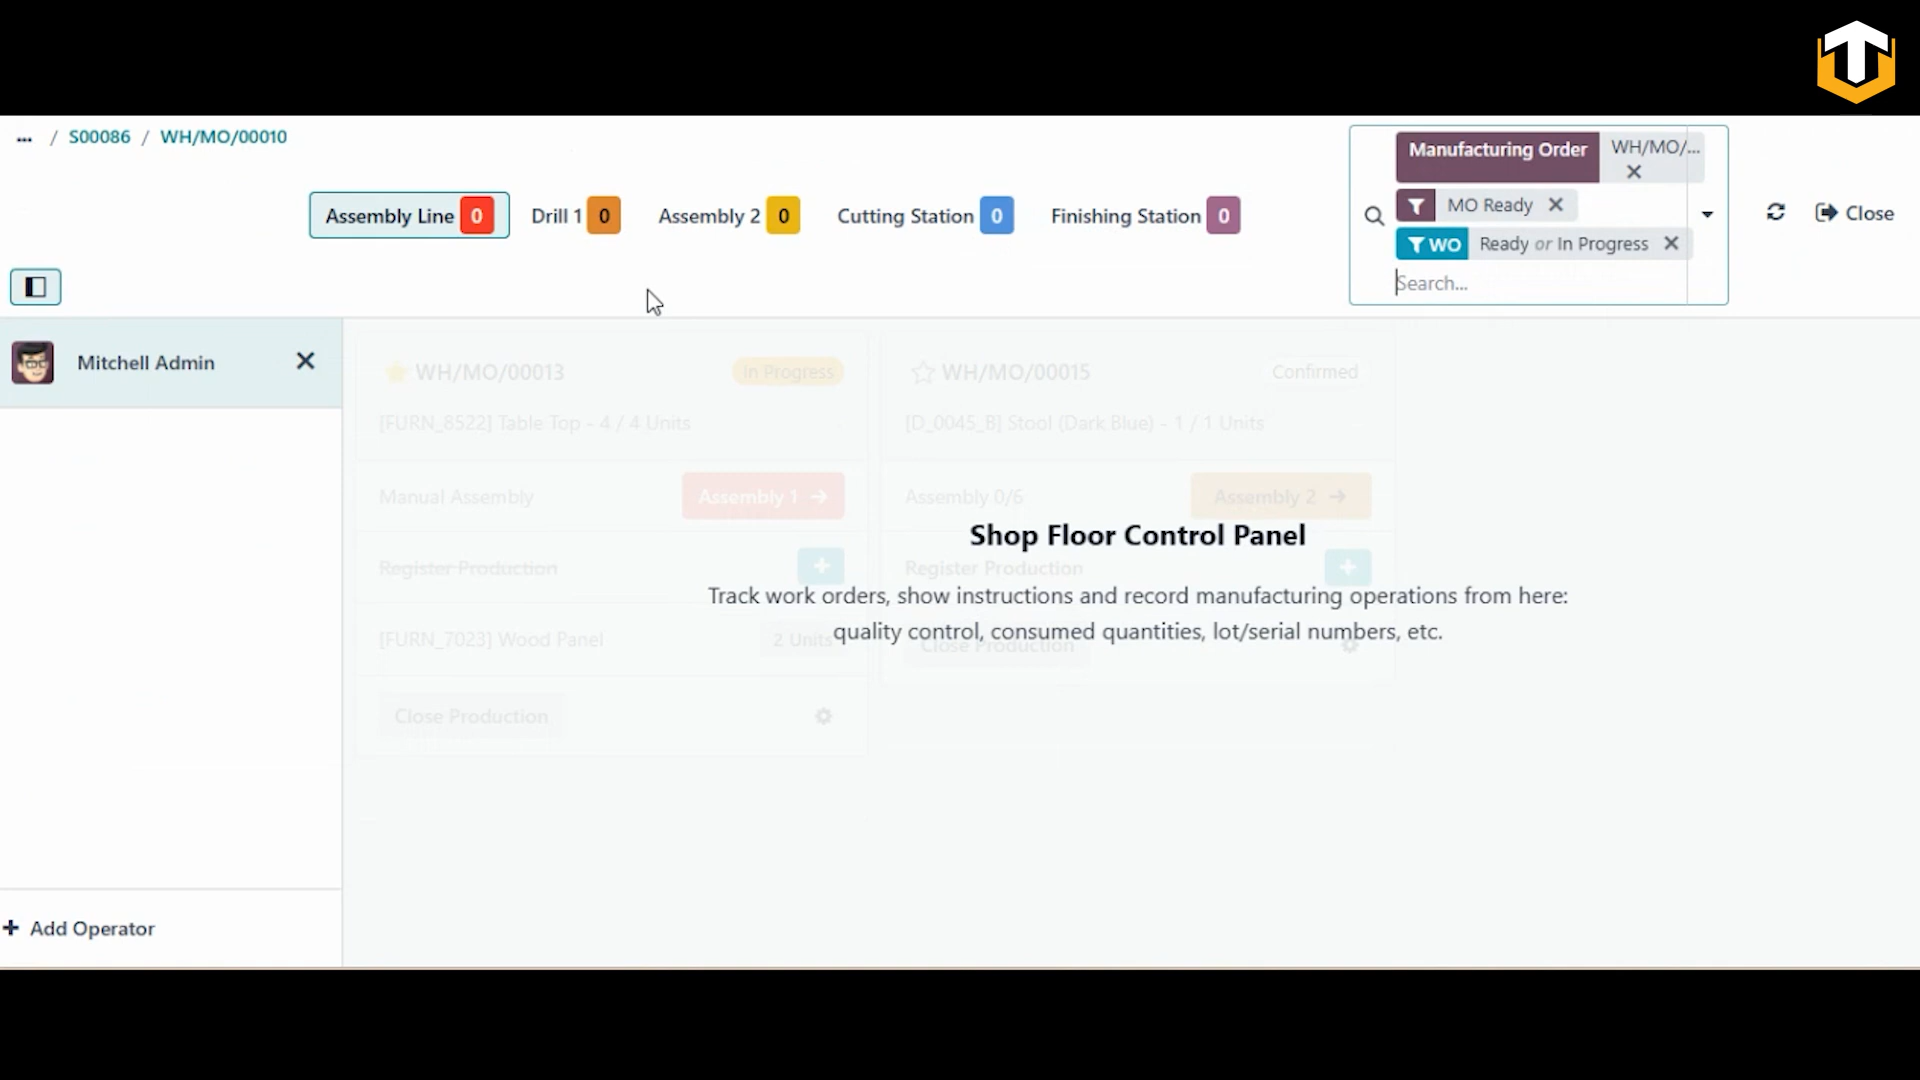 ... / S00086 / WH/MO/00010
Assembly Line 0 Drill 1 0 Assembly 2 0 Cutting Station 0 Finishing Station 0
Manufacturing Order WH/MO/...
MO Ready
WO Ready or In Progress
Search...
Close
Mitchell Admin
Add Operator
WH/MO/00013 In Progress
[FURN_8522] Table Top - 4 / 4 Units
Manual Assembly Assembly 1
Register Production
[FURN_7023] Wood Panel 2 Units
Close Production
WH/MO/00015 Confirmed
[D_0045_B] Stool (Dark Blue) - 1 / 1 Units
Assembly 0/6 Assembly 2
Register Production
Close Production
Shop Floor Control Panel
Track work orders, show instructions and record manufacturing operations from here:
quality control, consumed quantities, lot/serial numbers, etc.